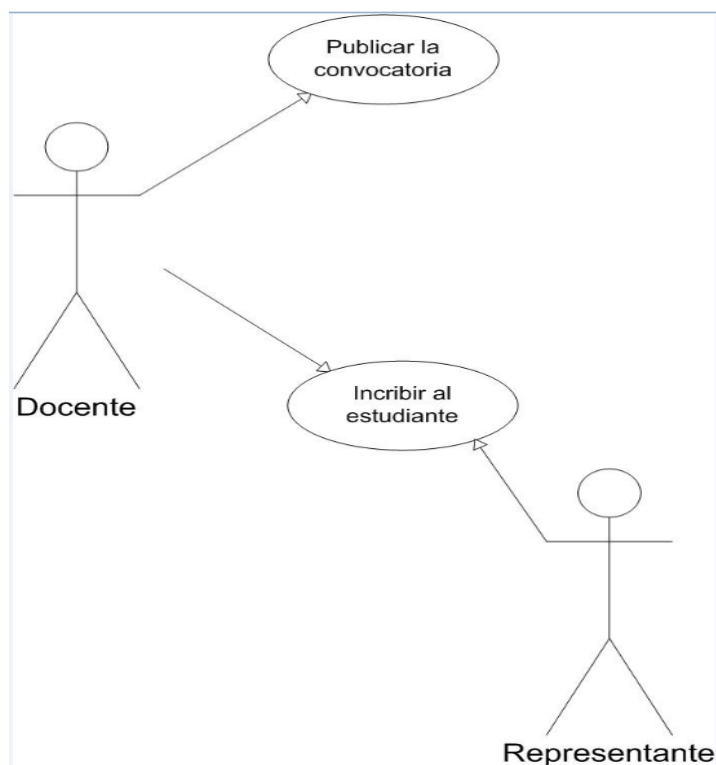 Publicar la
convocatoria
Docente
Incribir al
estudiante
Representante